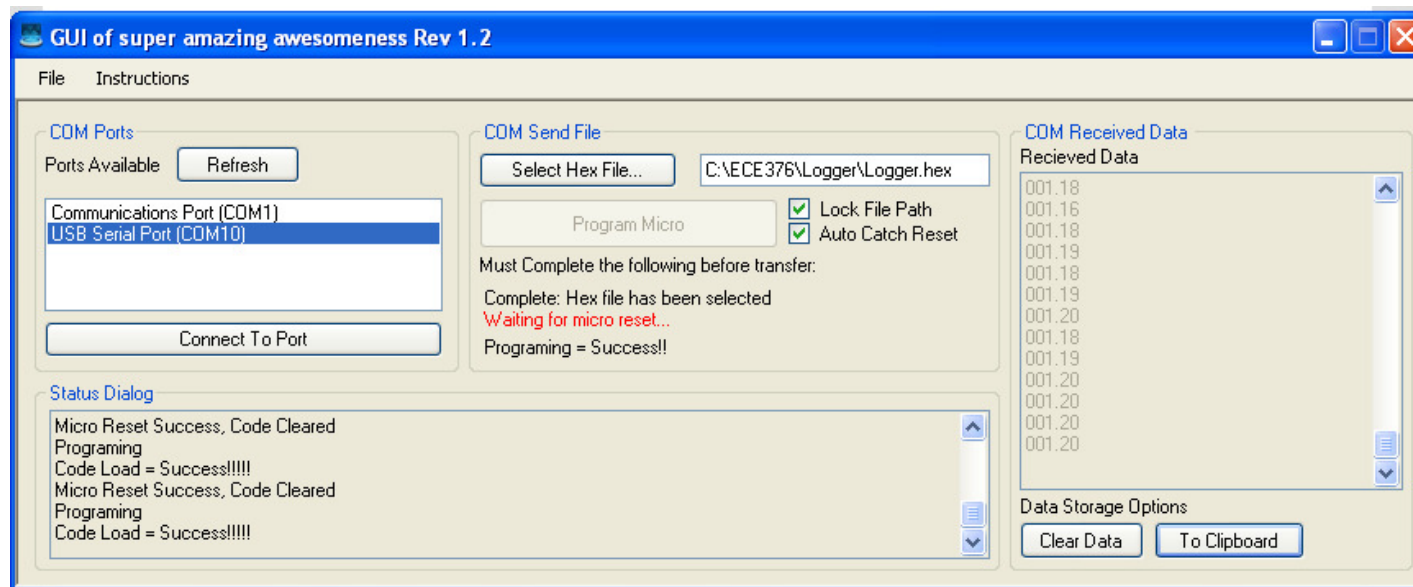 GUI of super amazing awesomeness Rev 1.2
File Instructions
COM Ports
Ports Available Refresh
Communications Port (COM1)
USB Serial Port (COM10)
Connect To Port
COM Send File
Select Hex File... C:\ECE376\Logger\Logger.hex
Program Micro
Lock File Path
Auto Catch Reset
Must Complete the following before transfer:
Complete: Hex file has been selected
Waiting for micro reset...
Programing = Success!!
COM Received Data
Recieved Data
001.18
001.16
001.18
001.19
001.18
001.19
001.20
001.18
001.19
001.20
001.20
001.20
001.20
Data Storage Options
Clear Data To Clipboard
Status Dialog
Micro Reset Success, Code Cleared
Programing
Code Load = Success!!!!!
Micro Reset Success, Code Cleared
Programing
Code Load = Success!!!!!